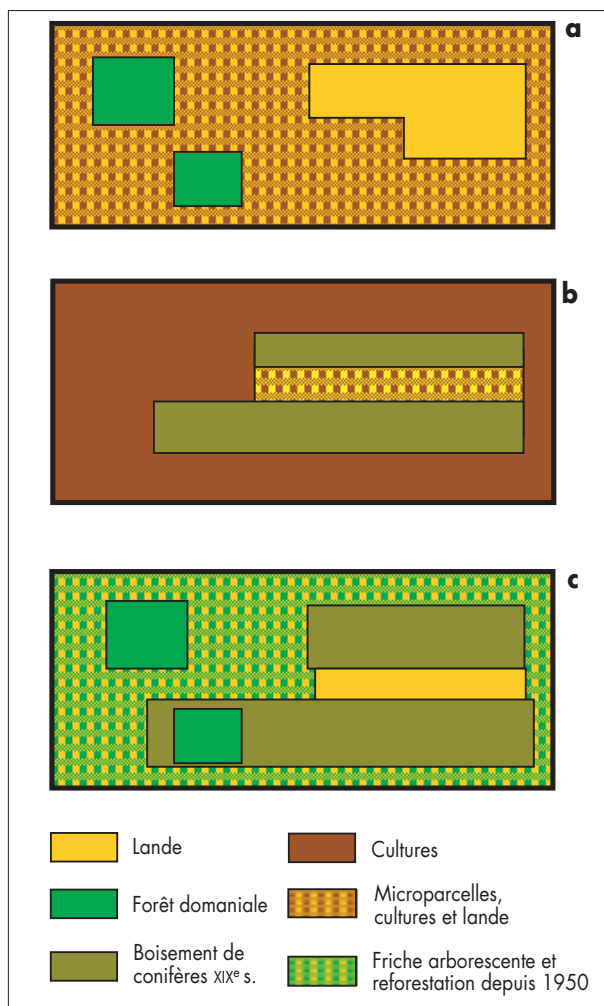 a
b
c
Lande
Cultures
Forêt domaniale
Microparcelles,
cultures et lande
Boisement de
conifères XIXe s.
Friche arborescente et
reforestation depuis 1950